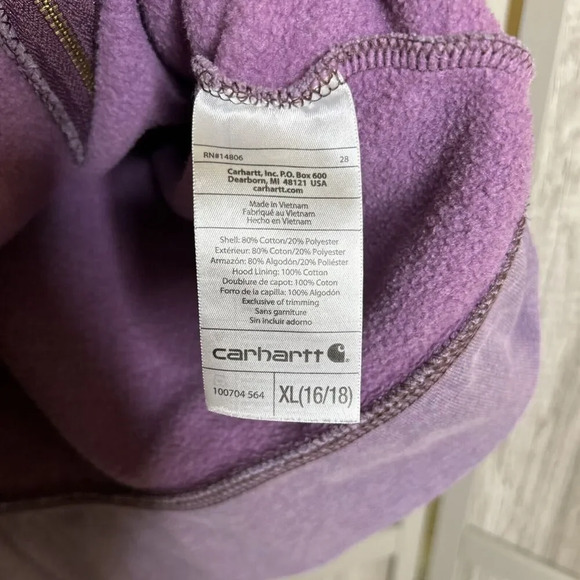 RN#14806 28
Carhartt, Inc. P.O. Box 600
Dearborn, MI 48121 USA
carhartt.com
Made in Vietnam
Fabriqué au Vietnam
Hecho en Vietnam
Shell: 80% Cotton/20% Polyester
Extérieur: 80% Coton/20% Polyester
Armazón: 80% Algodón/20% Poliéster
Hood Lining: 100% Cotton
Doublure de capot: 100% Coton
Forro de la capilla: 100% Algodón
Exclusive of trimming
Sans garniture
Sin incluir adorno
carhartt
100704 564 XL(16/18)